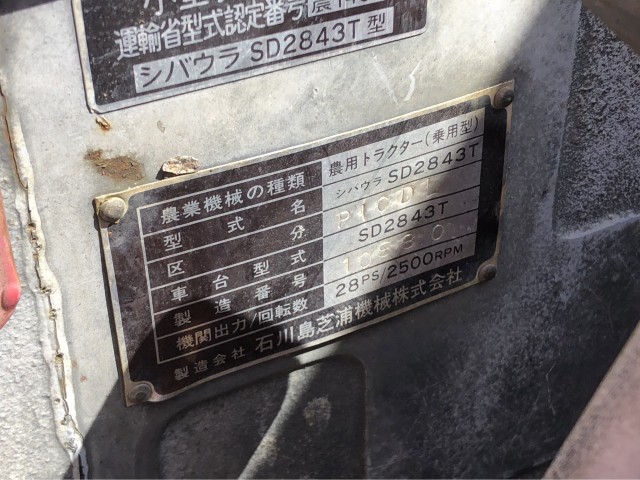 運輸省型式認定番号 農
シバウラ SD2843T 型
農業機械の種類 農用トラクター(乗用型)
型式名 シバウラ SD2843T
区分
車台型式 SD2843T
製造番号
機関出力/回転数 28PS/2500RPM
製造会社 石川島芝浦機械株式会社